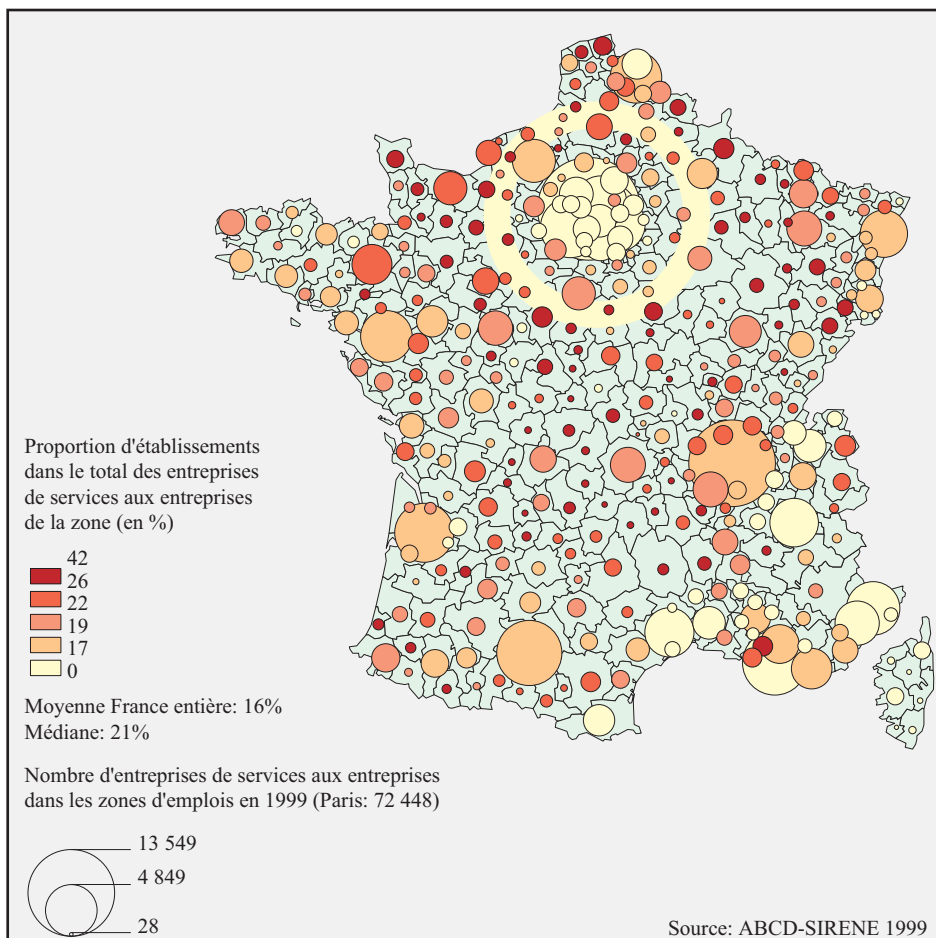 Proportion d'établissements
dans le total des entreprises
de services aux entreprises
de la zone (en %)
42
26
22
19
17
0
Moyenne France entière: 16%
Médiane: 21%
Nombre d'entreprises de services aux entreprises
dans les zones d'emplois en 1999 (Paris: 72 448)
13 549
4 849
28
Source: ABCD-SIRENE 1999